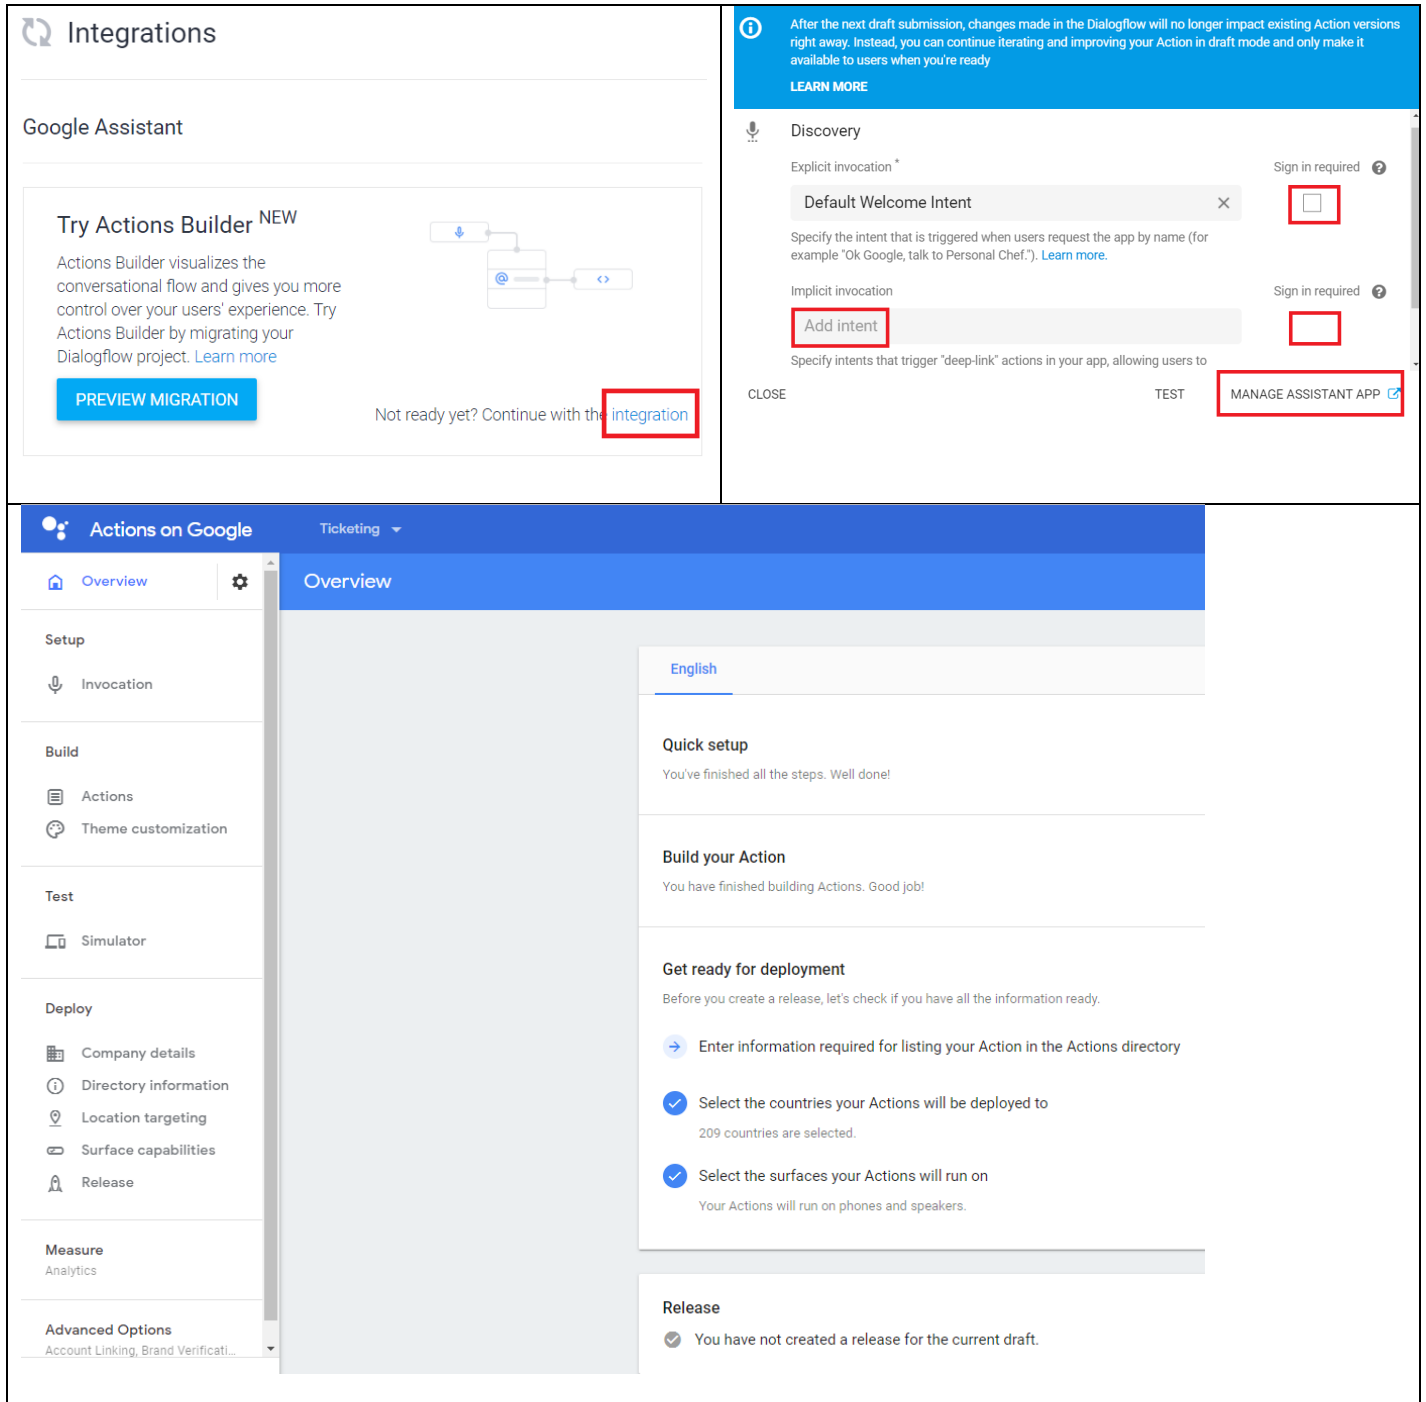 Integrations
Google Assistant
Try Actions Builder NEW
Actions Builder visualizes the
conversational flow and gives you more
control over your users' experience. Try
Actions Builder by migrating your
Dialogflow project. Learn more
PREVIEW MIGRATION
Not ready yet? Continue with the integration
After the next draft submission, changes made in the Dialogflow will no longer impact existing Action versions
right away. Instead, you can continue iterating and improving your Action in draft mode and only make it
available to users when you're ready
LEARN MORE
Discovery
Explicit invocation *
Sign in required
Default Welcome Intent
Specify the intent that is triggered when users request the app by name (for
example "Ok Google, talk to Personal Chef."). Learn more.
Implicit invocation
Sign in required
Add intent
Specify intents that trigger "deep-link" actions in your app, allowing users to
CLOSE
TEST
MANAGE ASSISTANT APP
Actions on Google
Ticketing
Overview
Setup
Invocation
Build
Actions
Theme customization
Test
Simulator
Deploy
Company details
Directory information
Location targeting
Surface capabilities
Release
Measure
Analytics
Advanced Options
Account Linking, Brand Verificati...
Overview
English
Quick setup
You've finished all the steps. Well done!
Build your Action
You have finished building Actions. Good job!
Get ready for deployment
Before you create a release, let's check if you have all the information ready.
Enter information required for listing your Action in the Actions directory
Select the countries your Actions will be deployed to
209 countries are selected.
Select the surfaces your Actions will run on
Your Actions will run on phones and speakers.
Release
You have not created a release for the current draft.